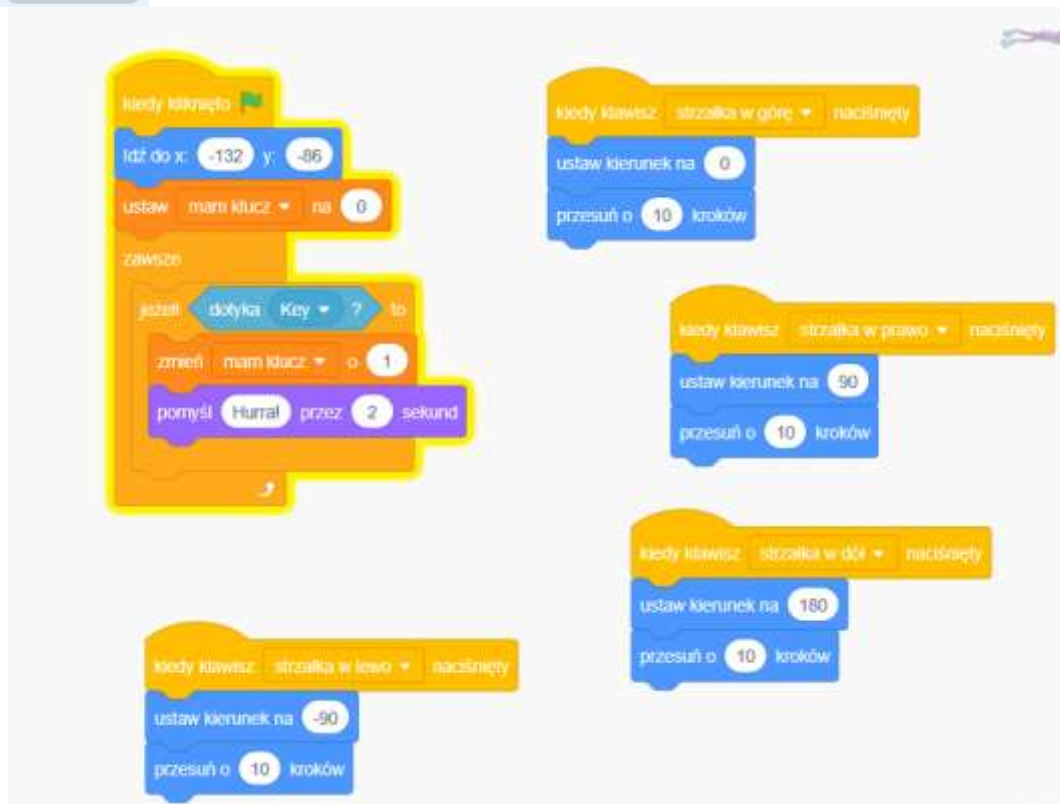 kiedy kliknięto
Idź do x: -132 y: -86
ustaw mam klucz na 0
zawsze
jeżeli dotyka Key ? to
zmień mam klucz o 1
pomyśl Hurra! przez 2 sekund
kiedy klawisz strzałka w górę naciśnięty
ustaw kierunek na 0
przesuń o 10 kroków
kiedy klawisz strzałka w prawo naciśnięty
ustaw kierunek na 90
przesuń o 10 kroków
kiedy klawisz strzałka w dół naciśnięty
ustaw kierunek na 180
przesuń o 10 kroków
kiedy klawisz strzałka w lewo naciśnięty
ustaw kierunek na -90
przesuń o 10 kroków